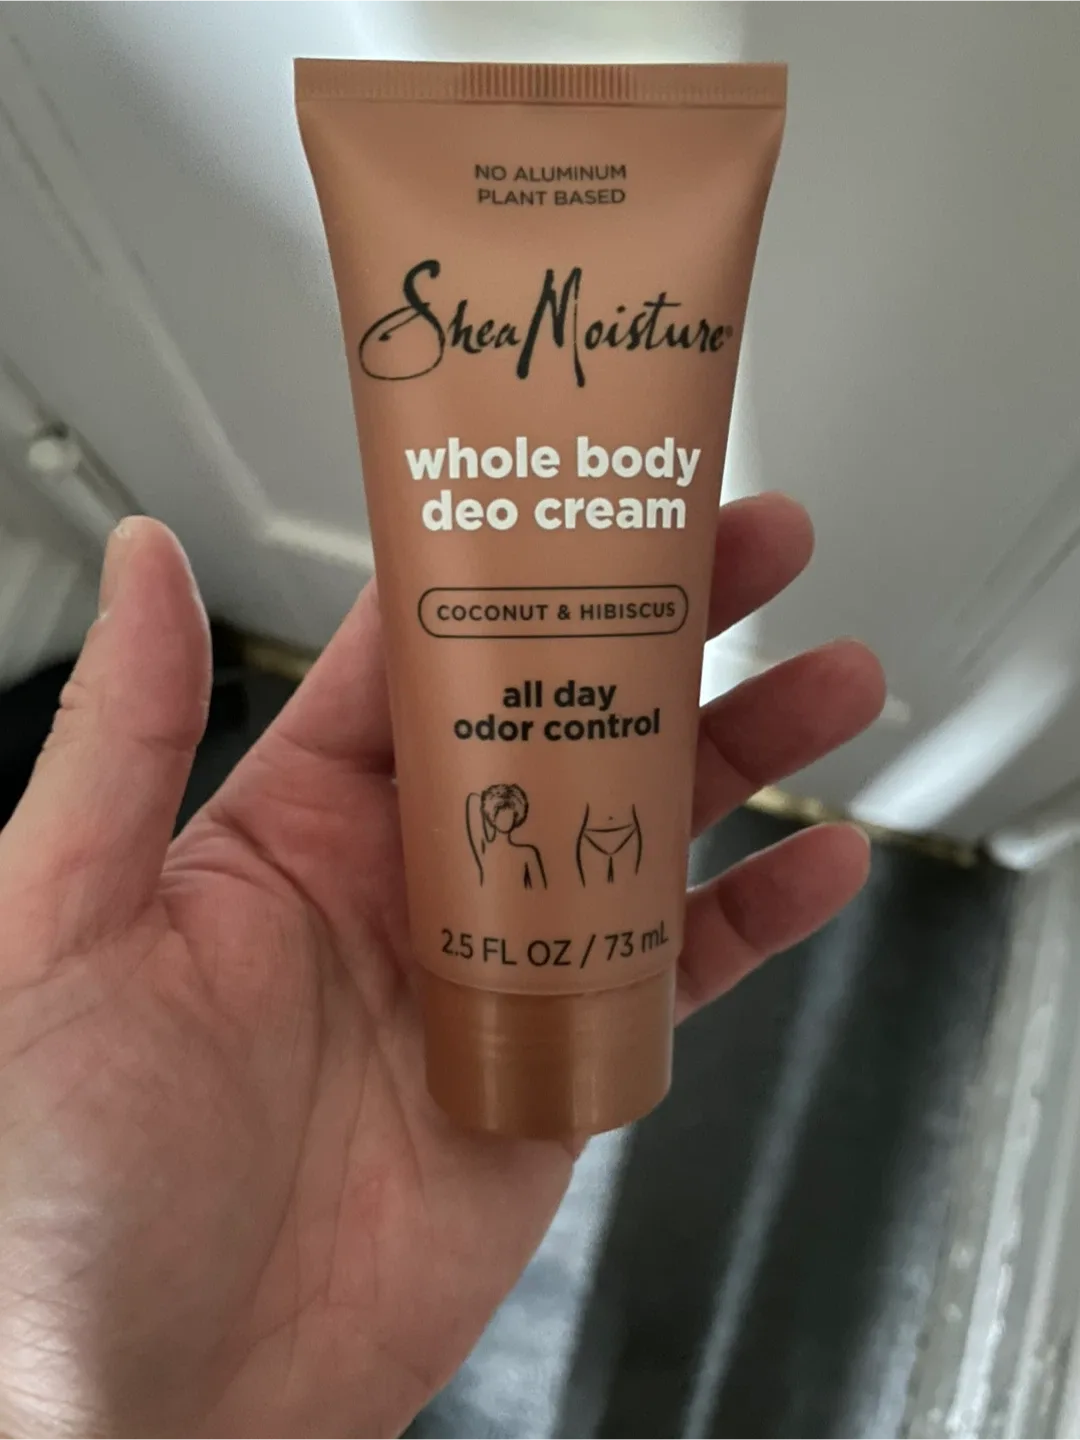 NO ALUMINUM
PLANT BASED
SheaMoisture®
whole body
deo cream
COCONUT & HIBISCUS
all day
odor control
2.5 FL OZ / 73 mL